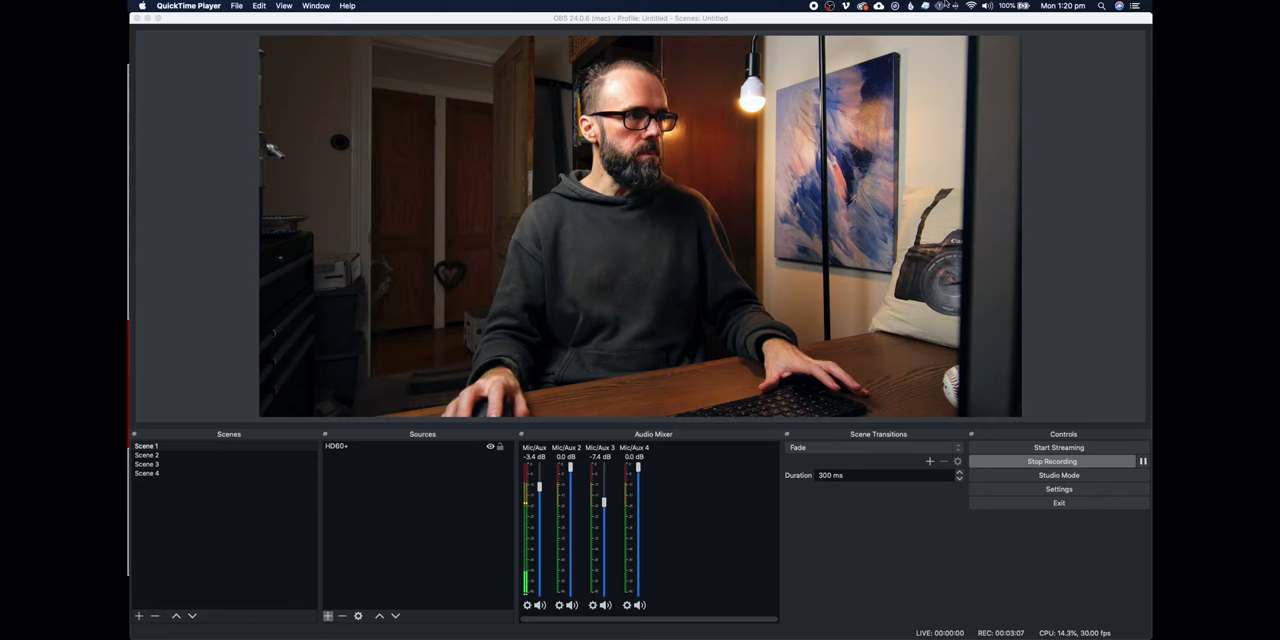 QuickTime Player File Edit View Window Help 100% Mon 1:20 pm
OBS 24.0.6 (mac) - Profile: Untitled - Scenes: Untitled
Canon
Scenes Sources Audio Mixer Scene Transitions Controls
Scene 1
Scene 2
Scene 3
Scene 4
HD60+
Mic/Aux Mic/Aux 2 Mic/Aux 3 Mic/Aux 4
-3.4 dB 0.0 dB -7.4 dB 0.0 dB
Fade
Duration 300 ms
Start Streaming
Stop Recording
Studio Mode
Settings
Exit
LIVE: 00:00:00 REC: 00:03:07 CPU: 14.3%, 30.00 fps